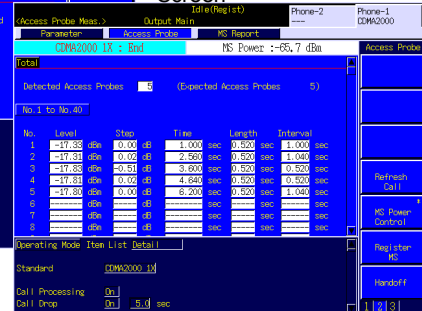 Screen
Idle(Regist) Phone-2 Phone-1
<Access Probe Meas.> Output Main --- CDMA2000
Parameter Access Probe MS Report
CDMA2000 1X : End MS Power :-65.7 dBm Access Probe
Total
Detected Access Probes 5 (Expected Access Probes 5)
No.1 to No.40
No. Level Step Time Length Interval
1 -17.33 dBm 0.00 dB 1.000 sec 0.520 sec 1.000 sec
2 -17.31 dBm 0.02 dB 2.560 sec 0.520 sec 1.040 sec
3 -17.83 dBm -0.51 dB 3.600 sec 0.520 sec 0.520 sec
4 -17.81 dBm 0.02 dB 4.640 sec 0.520 sec 0.520 sec
5 -17.80 dBm 0.00 dB 6.200 sec 0.520 sec 1.040 sec
6 ------ dBm ------ dB ------ sec ----- sec ------ sec
7 ------ dBm ------ dB ------ sec ----- sec ------ sec
8 ------ dBm ------ dB ------ sec ----- sec ------ sec
Refresh
Call
*
MS Power
Control
Register
MS
Handoff
1 2 3
Operating Mode Item List Detail
Standard CDMA2000 1X
Call Processing On
Call Drop On 5.0 sec